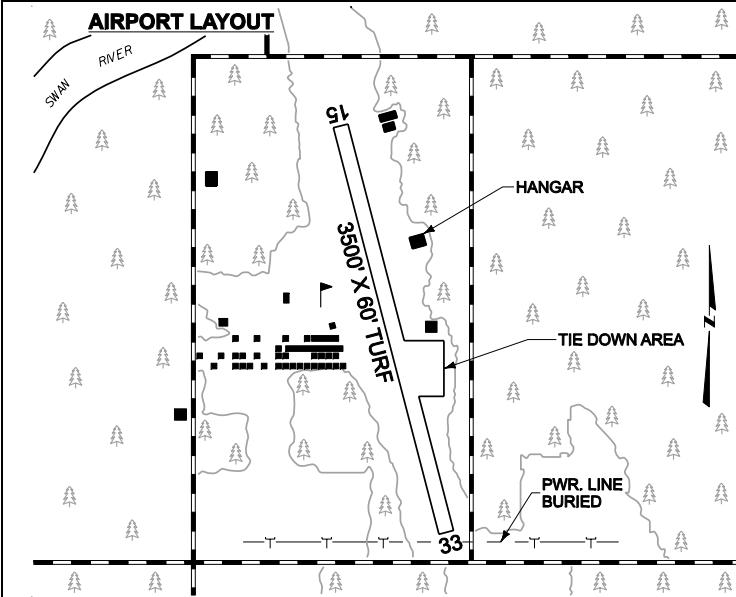 AIRPORT LAYOUT
SWAN RIVER
15
HANGAR
3500' X 60' TURF
N
TIE DOWN AREA
PWR. LINE
BURIED
33